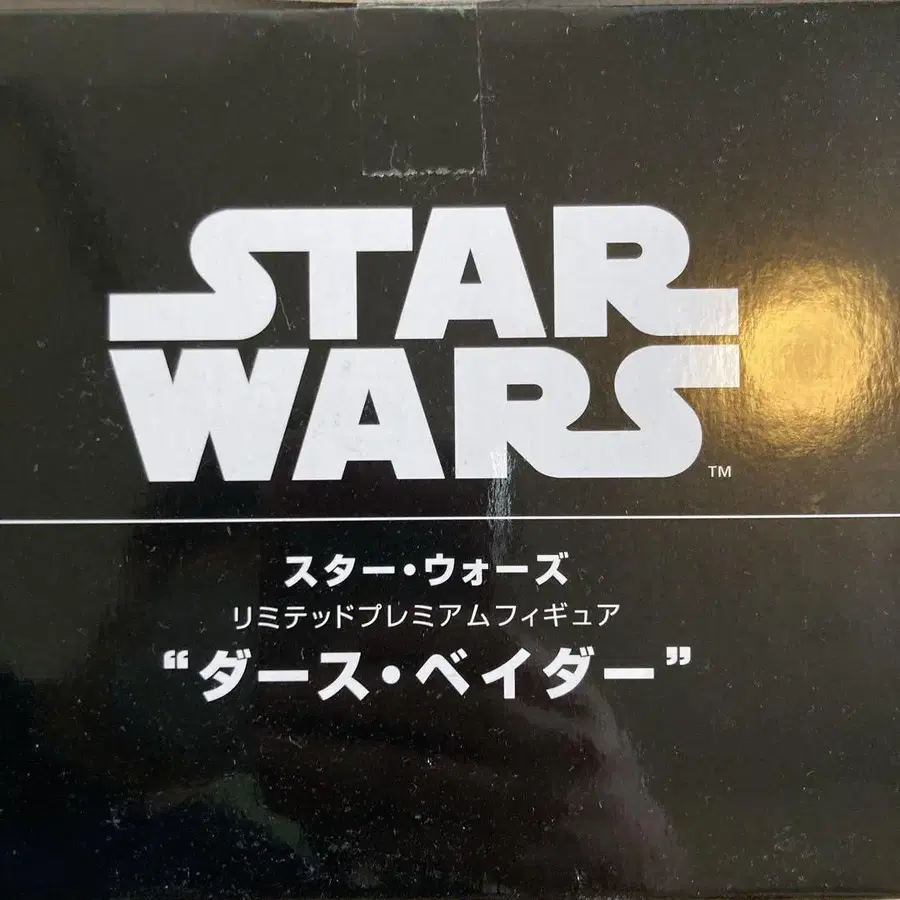 STAR
WARS
TM
スター・ウォーズ
リミテッドプレミアムフィギュア
“ダース・ベイダー”